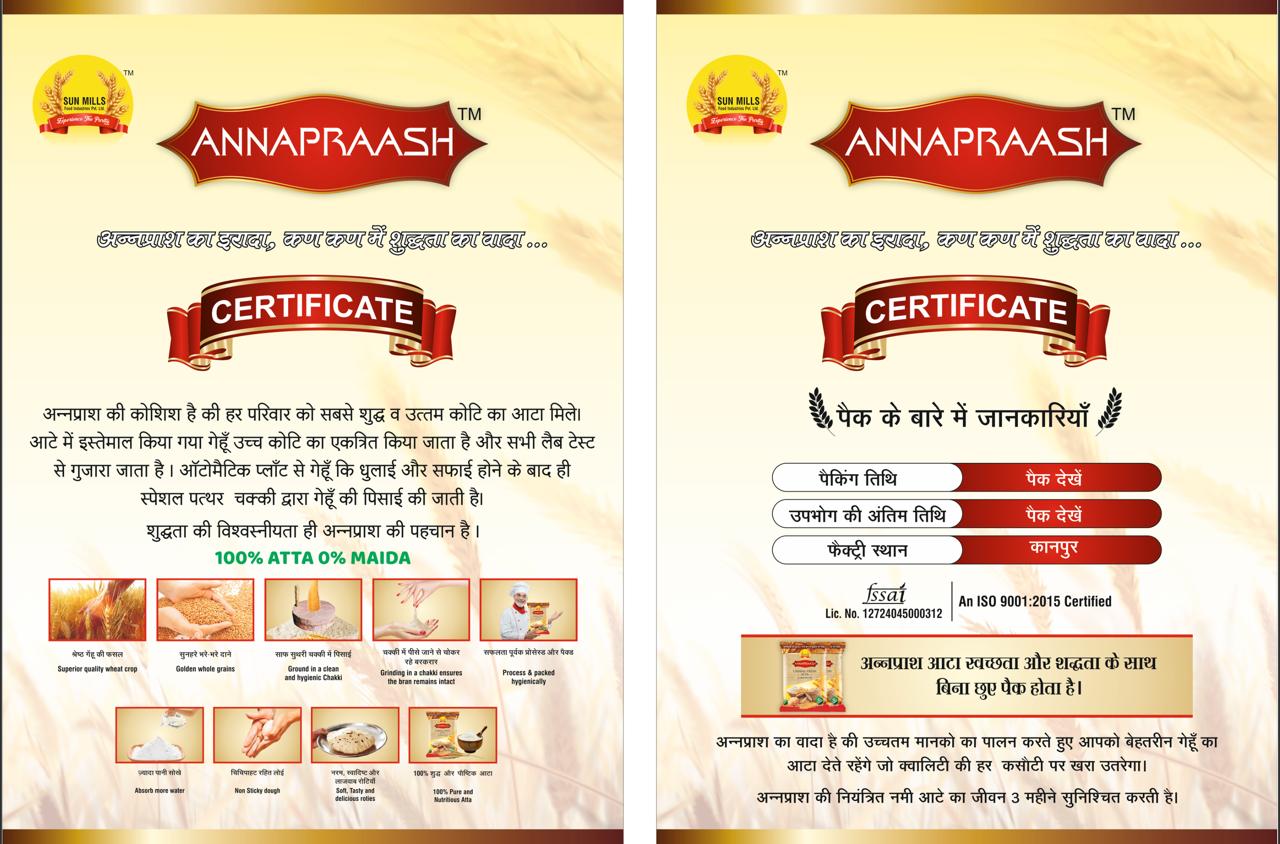 SUN MILLS
Food Industries Pvt. Ltd.
Experience The Purity
TM
ANNAPRAASH TM
अन्नप्राश का इरादा, कण कण में शुद्धता का वादा ...
CERTIFICATE
अन्नप्राश की कोशिश है की हर परिवार को सबसे शुद्ध व उत्तम कोटि का आटा मिले।
आटे में इस्तेमाल किया गया गेहूँ उच्च कोटि का एकत्रित किया जाता है और सभी लैब टेस्ट
से गुजारा जाता है । ऑटोमैटिक प्लाँट से गेहूँ कि धुलाई और सफाई होने के बाद ही
स्पेशल पत्थर चक्की द्वारा गेहूँ की पिसाई की जाती है।
शुद्धता की विश्वस्नीयता ही अन्नप्राश की पहचान है ।
100% ATTA 0% MAIDA
श्रेष्ठ गेंहू की फसल
Superior quality wheat crop
सुनहरे भरे-भरे दाने
Golden whole grains
साफ सुथरी चक्की में पिसाई
Ground in a clean
and hygienic Chakki
चक्की में पीसे जाने से चोकर
रहे बरकरार
Grinding in a chakki ensures
the bran remains intact
सफलता पूर्वक प्रोसेस्ड और पैक्ड
Process & packed
hygienically
ज्यादा पानी सोखे
Absorb more water
चिपचिपाहट रहित लोई
Non Sticky dough
नरम, स्वादिष्ट और
लाजवाब रोटियाँ
Soft, Tasty and
delicious roties
100% शुद्ध और पौष्टिक आटा
100% Pure and
Nutritious Atta
SUN MILLS
Food Industries Pvt. Ltd.
Experience The Purity
TM
ANNAPRAASH TM
अन्नप्राश का इरादा, कण कण में शुद्धता का वादा ...
CERTIFICATE
पैक के बारे में जानकारियाँ
पैकिंग तिथि पैक देखें
उपभोग की अंतिम तिथि पैक देखें
फैक्ट्री स्थान कानपुर
fssai
Lic. No. 12724045000312
An ISO 9001:2015 Certified
अन्नप्राश आटा स्वच्छता और शद्धता के साथ
बिना छुए पैक होता है।
अन्नप्राश का वादा है की उच्चतम मानको का पालन करते हुए आपको बेहतरीन गेहूँ का
आटा देते रहेंगे जो क्वालिटी की हर कसौटी पर खरा उतरेगा।
अन्नप्राश की नियंत्रित नमी आटे का जीवन 3 महीने सुनिश्चित करती है।